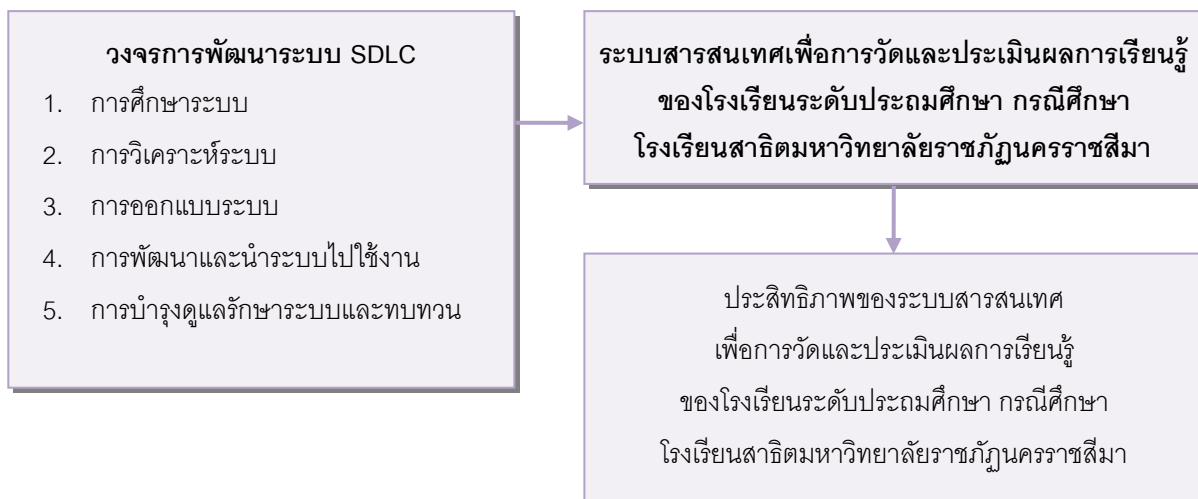 วงจรการพัฒนาระบบ SDLC
1. การศึกษาระบบ
2. การวิเคราะห์ระบบ
3. การออกแบบระบบ
4. การพัฒนาและนำระบบไปใช้งาน
5. การบำรุงดูแลรักษาระบบและทบทวน
ระบบสารสนเทศเพื่อการวัดและประเมินผลการเรียนรู้
ของโรงเรียนระดับประถมศึกษา กรณีศึกษา
โรงเรียนสาธิตมหาวิทยาลัยราชภัฏนครราชสีมา
ประสิทธิภาพของระบบสารสนเทศ
เพื่อการวัดและประเมินผลการเรียนรู้
ของโรงเรียนระดับประถมศึกษา กรณีศึกษา
โรงเรียนสาธิตมหาวิทยาลัยราชภัฏนครราชสีมา